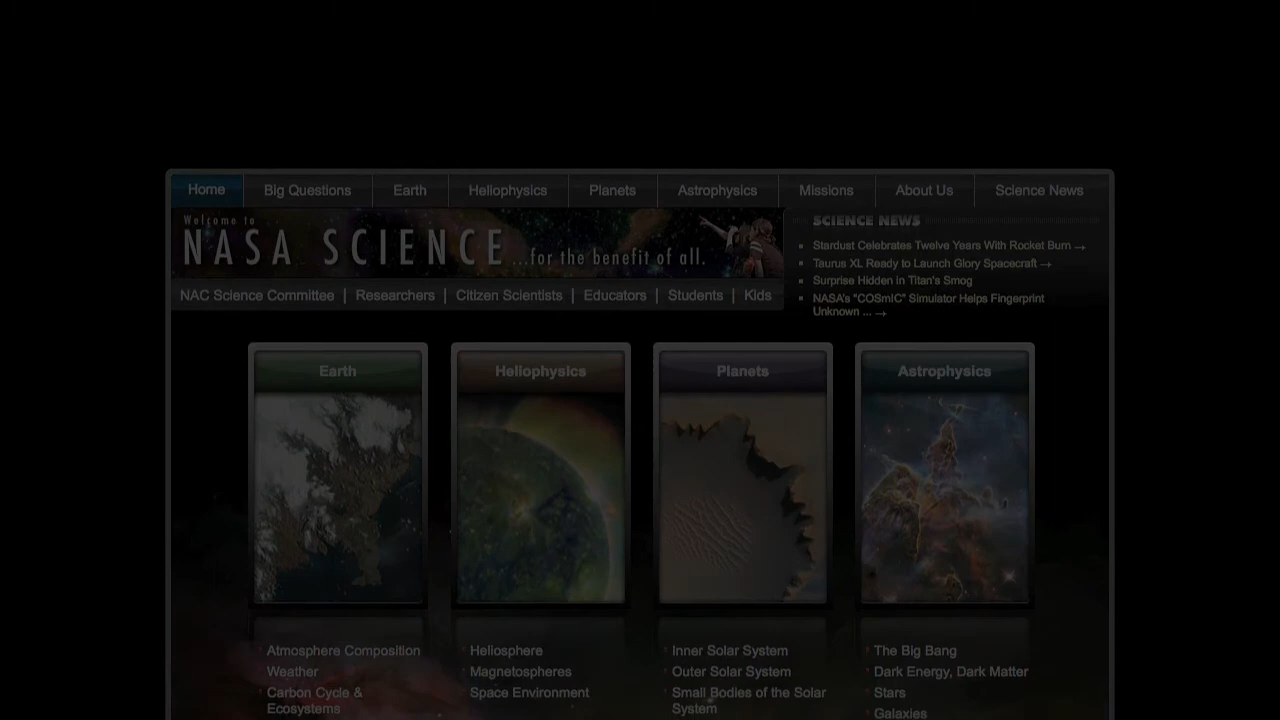 Home Big Questions Earth Heliophysics Planets Astrophysics Missions About Us Science News
Welcome to
NASA SCIENCE ...for the benefit of all.
NAC Science Committee | Researchers | Citizen Scientists | Educators | Students | Kids
SCIENCE NEWS
Stardust Celebrates Twelve Years With Rocket Burn →
Taurus XL Ready to Launch Glory Spacecraft →
Surprise Hidden in Titan's Smog
NASA's "COSmIC" Simulator Helps Fingerprint
Unknown ... →
Earth
Atmosphere Composition
Weather
Carbon Cycle &
Ecosystems
Heliophysics
Heliosphere
Magnetospheres
Space Environment
Planets
Inner Solar System
Outer Solar System
Small Bodies of the Solar
System
Astrophysics
The Big Bang
Dark Energy, Dark Matter
Stars
Galaxies